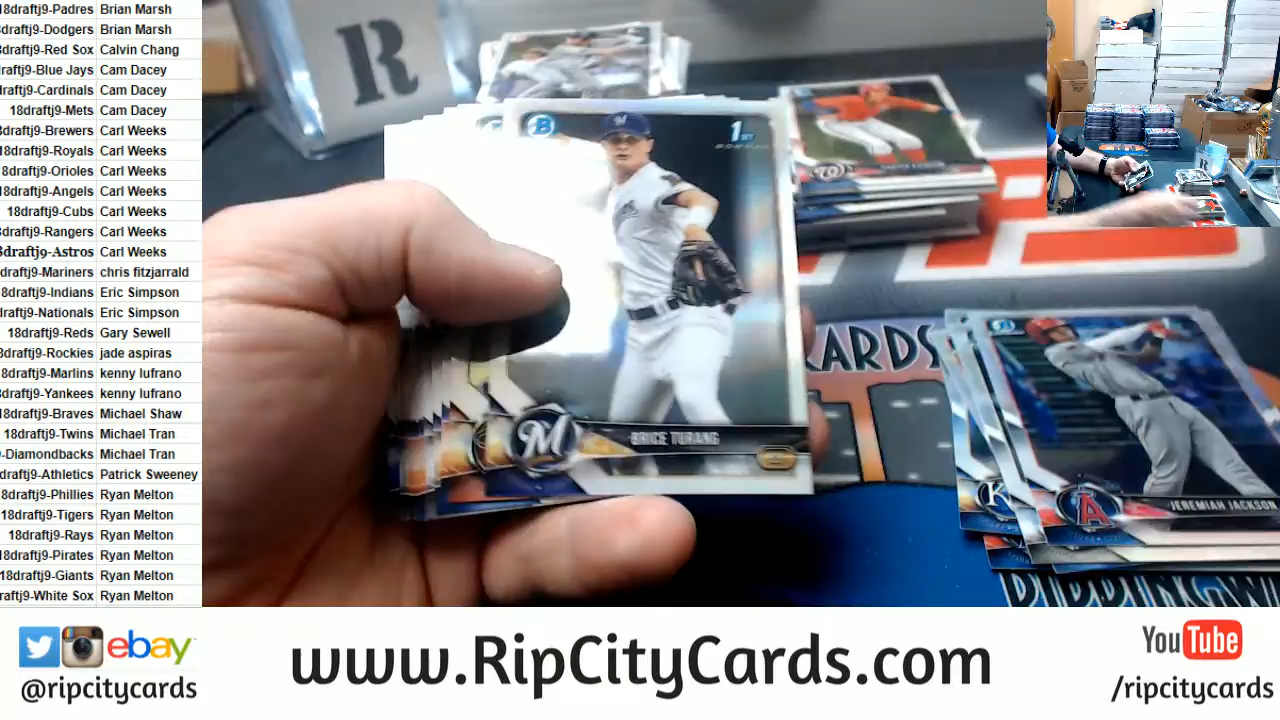 18draftj9-Padres Brian Marsh
8draftj9-Dodgers Brian Marsh
8draftj9-Red Sox Calvin Chang
raftj9-Blue Jays Cam Dacey
raftj9-Cardinals Cam Dacey
18draftj9-Mets Cam Dacey
8draftj9-Brewers Carl Weeks
18draftj9-Royals Carl Weeks
8draftj9-Orioles Carl Weeks
18draftj9-Angels Carl Weeks
18draftj9-Cubs Carl Weeks
8draftj9-Rangers Carl Weeks
8draftj9-Astros Carl Weeks
draftj9-Mariners chris fitzjarrald
8draftj9-Indians Eric Simpson
draftj9-Nationals Eric Simpson
18draftj9-Reds Gary Sewell
8draftj9-Rockies jade aspiras
8draftj9-Marlins kenny lufrano
8draftj9-Yankees kenny lufrano
18draftj9-Braves Michael Shaw
18draftj9-Twins Michael Tran
-Diamondbacks Michael Tran
draftj9-Athletics Patrick Sweeney
8draftj9-Phillies Ryan Melton
18draftj9-Tigers Ryan Melton
18draftj9-Rays Ryan Melton
8draftj9-Pirates Ryan Melton
18draftj9-Giants Ryan Melton
raftj9-White Sox Ryan Melton
R
B
1st
M
BRICE TURANG
CARDS
A
JEREMIAH JACKSON
RIPPINGW
ebay
@ripcitycards
www.RipCityCards.com
YouTube
/ripcitycards